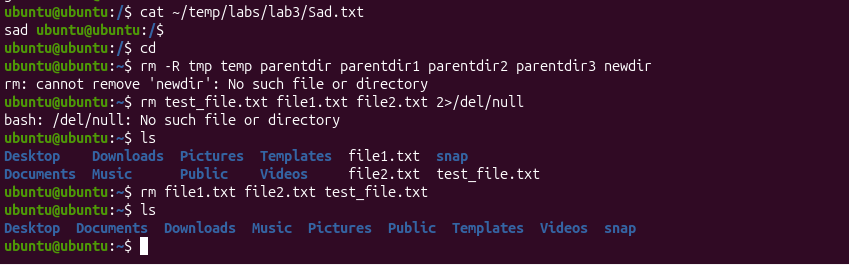 ubuntu@ubuntu:/$ cat ~/temp/labs/lab3/Sad.txt
sad ubuntu@ubuntu:/$
ubuntu@ubuntu:/$ cd
ubuntu@ubuntu:~$ rm -R tmp temp parentdir parentdir1 parentdir2 parentdir3 newdir
rm: cannot remove 'newdir': No such file or directory
ubuntu@ubuntu:~$ rm test_file.txt file1.txt file2.txt 2>/del/null
bash: /del/null: No such file or directory
ubuntu@ubuntu:~$ ls
Desktop    Downloads  Pictures  Templates  file1.txt  snap
Documents  Music      Public    Videos     file2.txt  test_file.txt
ubuntu@ubuntu:~$ rm file1.txt file2.txt test_file.txt
ubuntu@ubuntu:~$ ls
Desktop  Documents  Downloads  Music  Pictures  Public  Templates  Videos  snap
ubuntu@ubuntu:~$